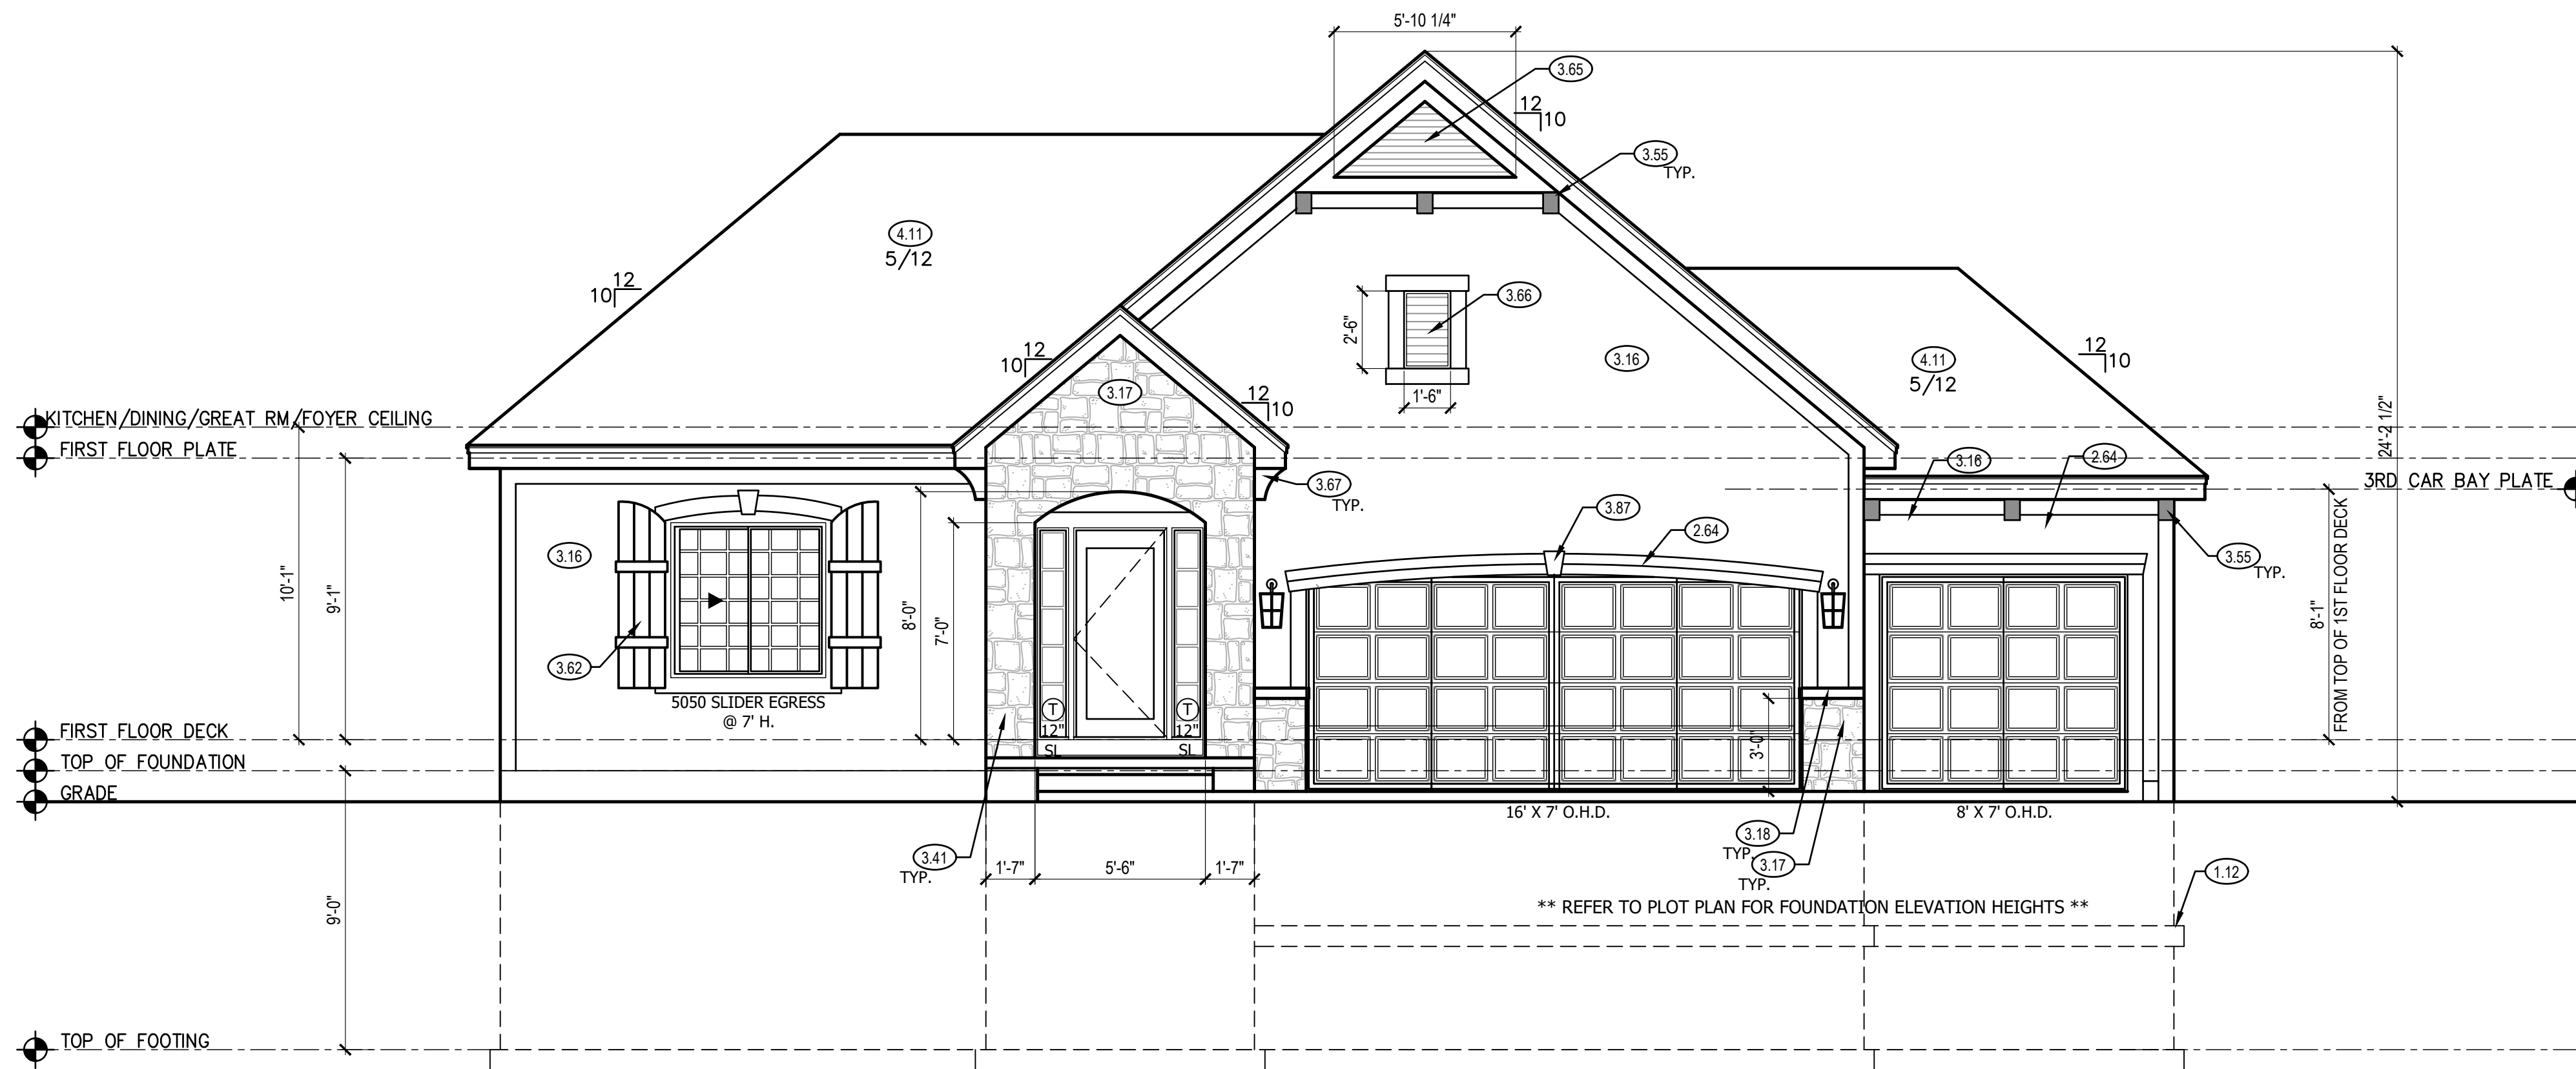 5'-10 1/4"
3.65
12
10
3.55
TYP.
4.11
5/12
12
10
3.66
2'-6"
1'-6"
3.16
12
10
3.17
12
10
4.11
5/12
12
10
24'-2 1/2"
KITCHEN/DINING/GREAT RM/FOYER CEILING
FIRST FLOOR PLATE
3.67
TYP.
3.16
2.64
3RD CAR BAY PLATE
3.87
2.64
3.16
3.55
TYP.
10'-1"
9'-1"
8'-0"
7'-0"
8'-1"
FROM TOP OF 1ST FLOOR DECK
3.62
5050 SLIDER EGRESS
@ 7' H.
T
12"
SL
T
12"
SL
3'-0"
FIRST FLOOR DECK
TOP OF FOUNDATION
GRADE
16' X 7' O.H.D.
8' X 7' O.H.D.
3.18
TYP.
3.17
TYP.
3.41
TYP.
1'-7"
5'-6"
1'-7"
1.12
9'-0"
** REFER TO PLOT PLAN FOR FOUNDATION ELEVATION HEIGHTS **
TOP OF FOOTING